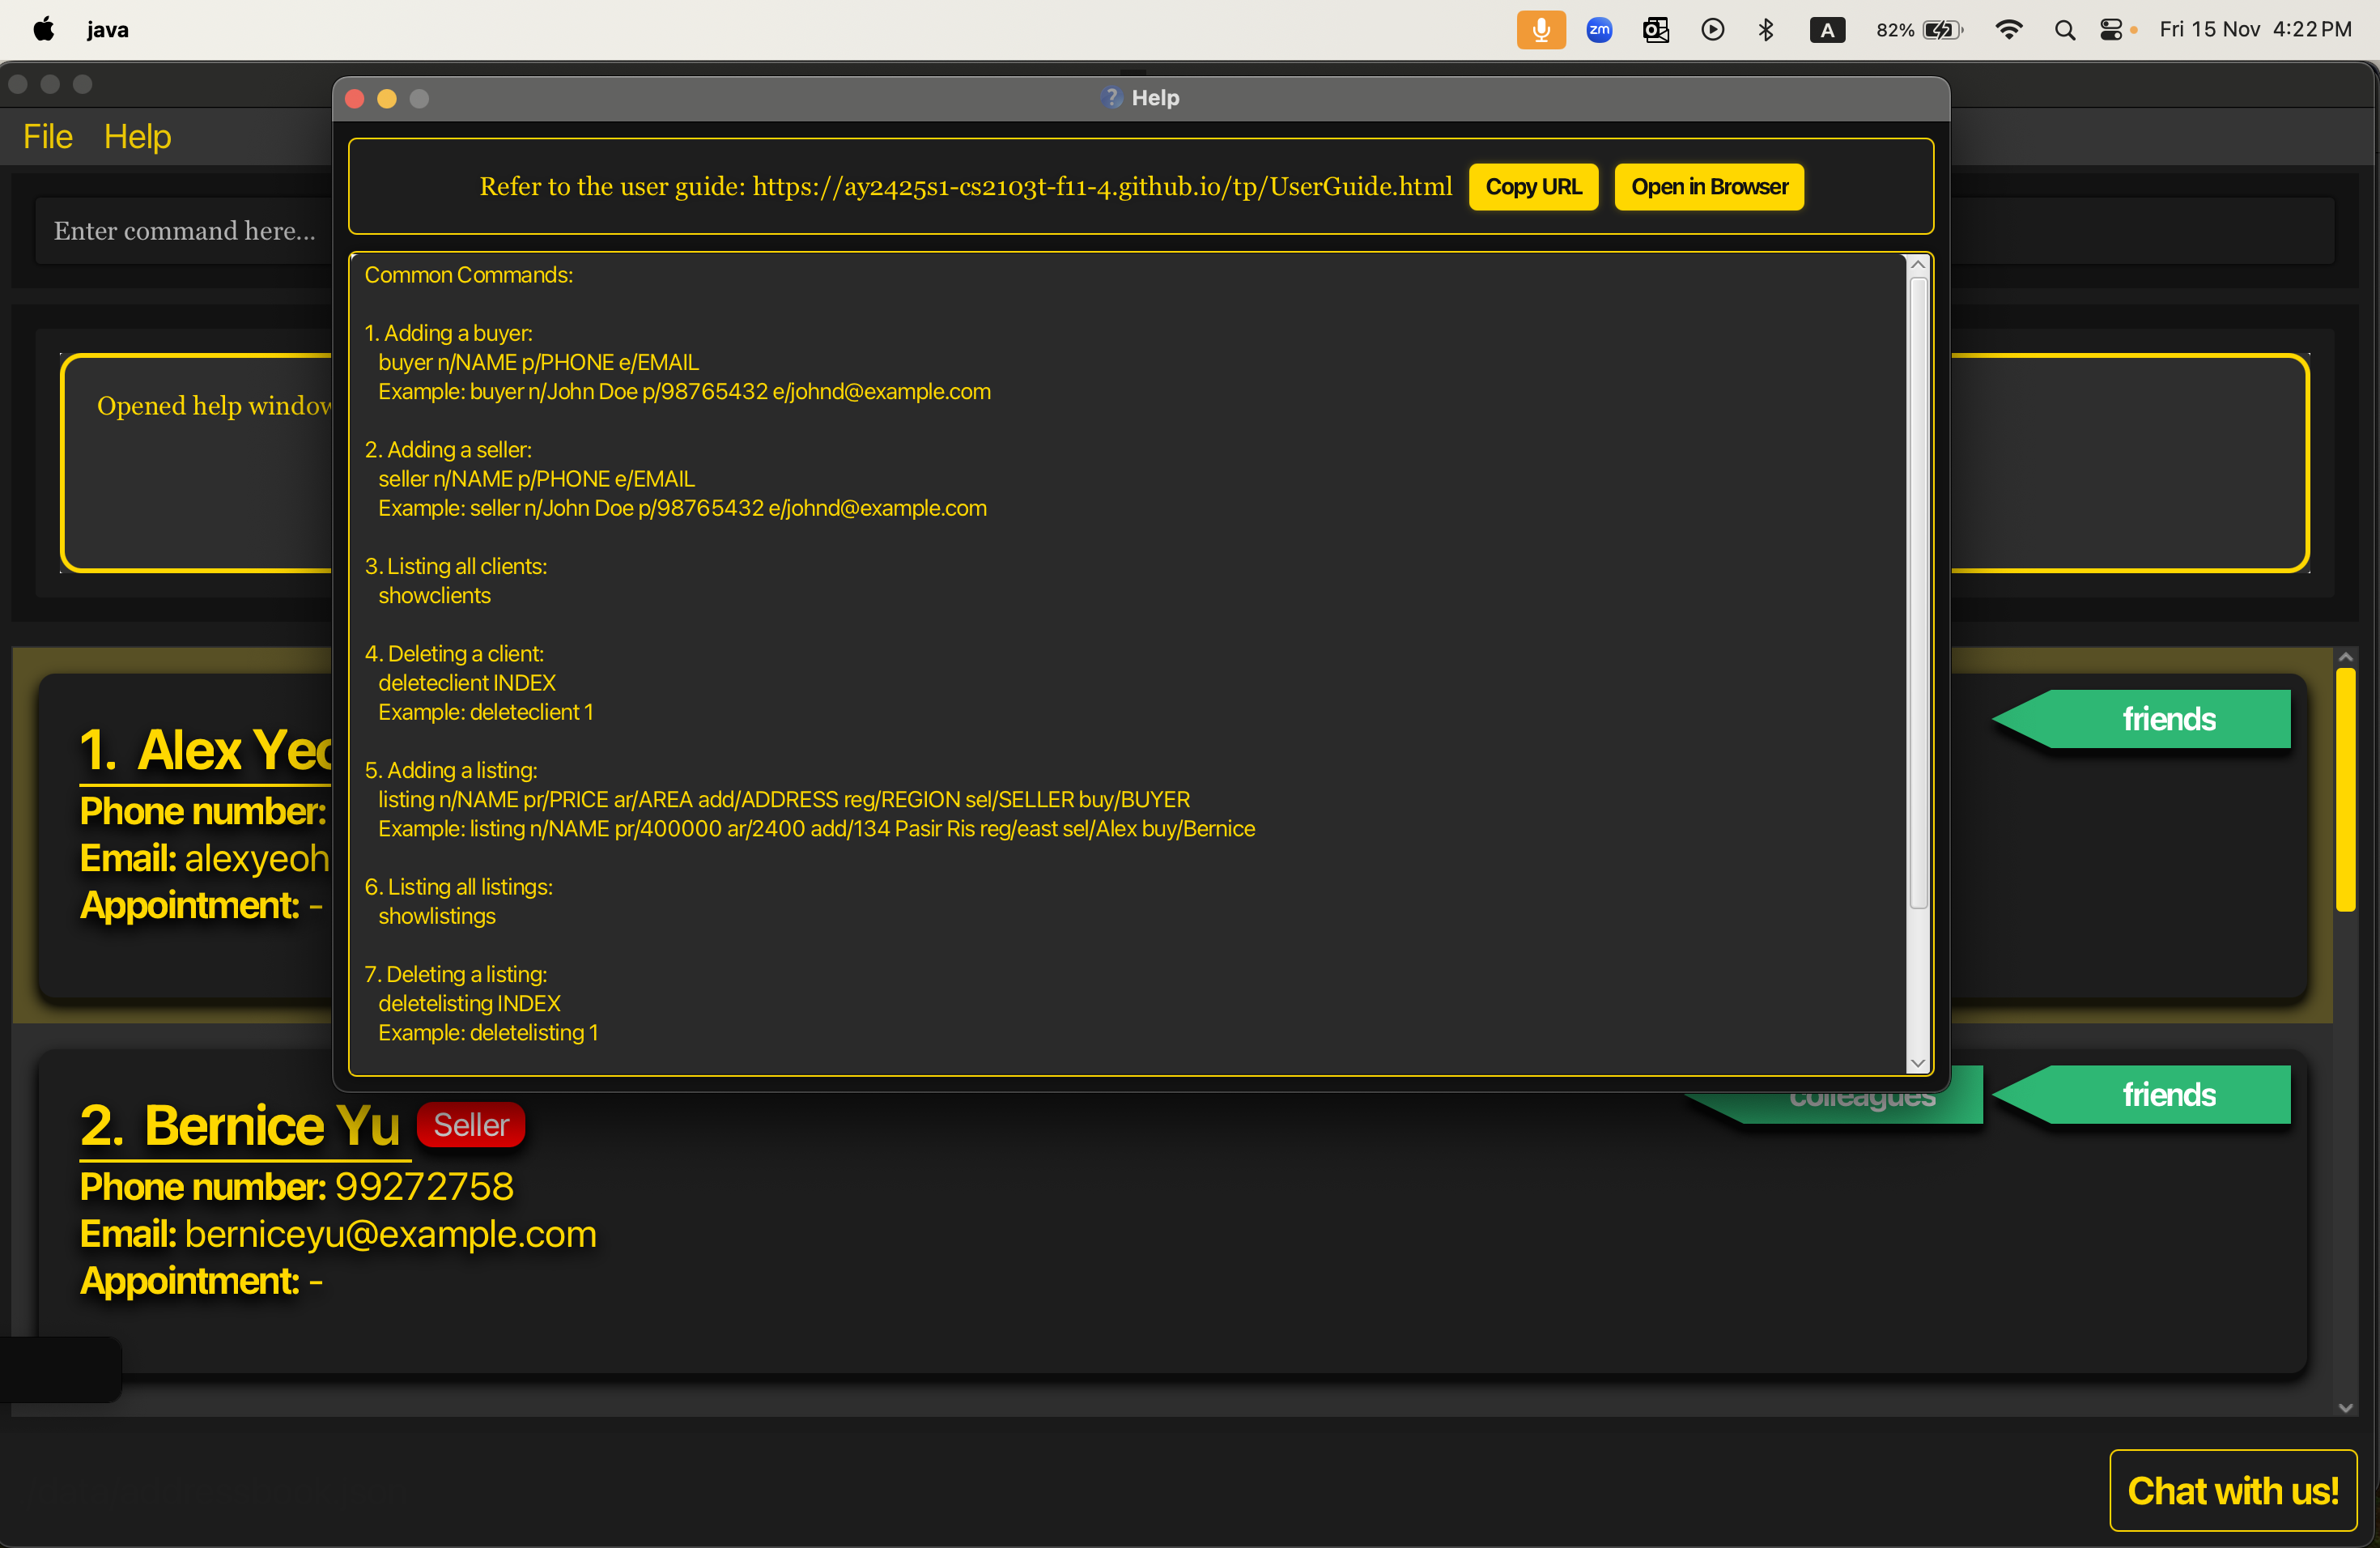 java
zm
A
82%
Fri 15 Nov 4:22 PM
Help
File Help
Refer to the user guide: https://ay2425s1-cs2103t-f11-4.github.io/tp/UserGuide.html
Copy URL
Open in Browser
Enter command here...
Opened help window
Common Commands:
1. Adding a buyer:
buyer n/NAME p/PHONE e/EMAIL
Example: buyer n/John Doe p/98765432 e/johnd@example.com
2. Adding a seller:
seller n/NAME p/PHONE e/EMAIL
Example: seller n/John Doe p/98765432 e/johnd@example.com
3. Listing all clients:
showclients
4. Deleting a client:
deleteclient INDEX
Example: deleteclient 1
5. Adding a listing:
listing n/NAME pr/PRICE ar/AREA add/ADDRESS reg/REGION sel/SELLER buy/BUYER
Example: listing n/NAME pr/400000 ar/2400 add/134 Pasir Ris reg/east sel/Alex buy/Bernice
6. Listing all listings:
showlistings
7. Deleting a listing:
deletelisting INDEX
Example: deletelisting 1
1. Alex
friends
Phone number:
Email: alexyeoh
Appointment: -
2. Bernice Yu
Seller
colleagues
friends
Phone number: 99272758
Email: berniceyu@example.com
Appointment: -
Chat with us!